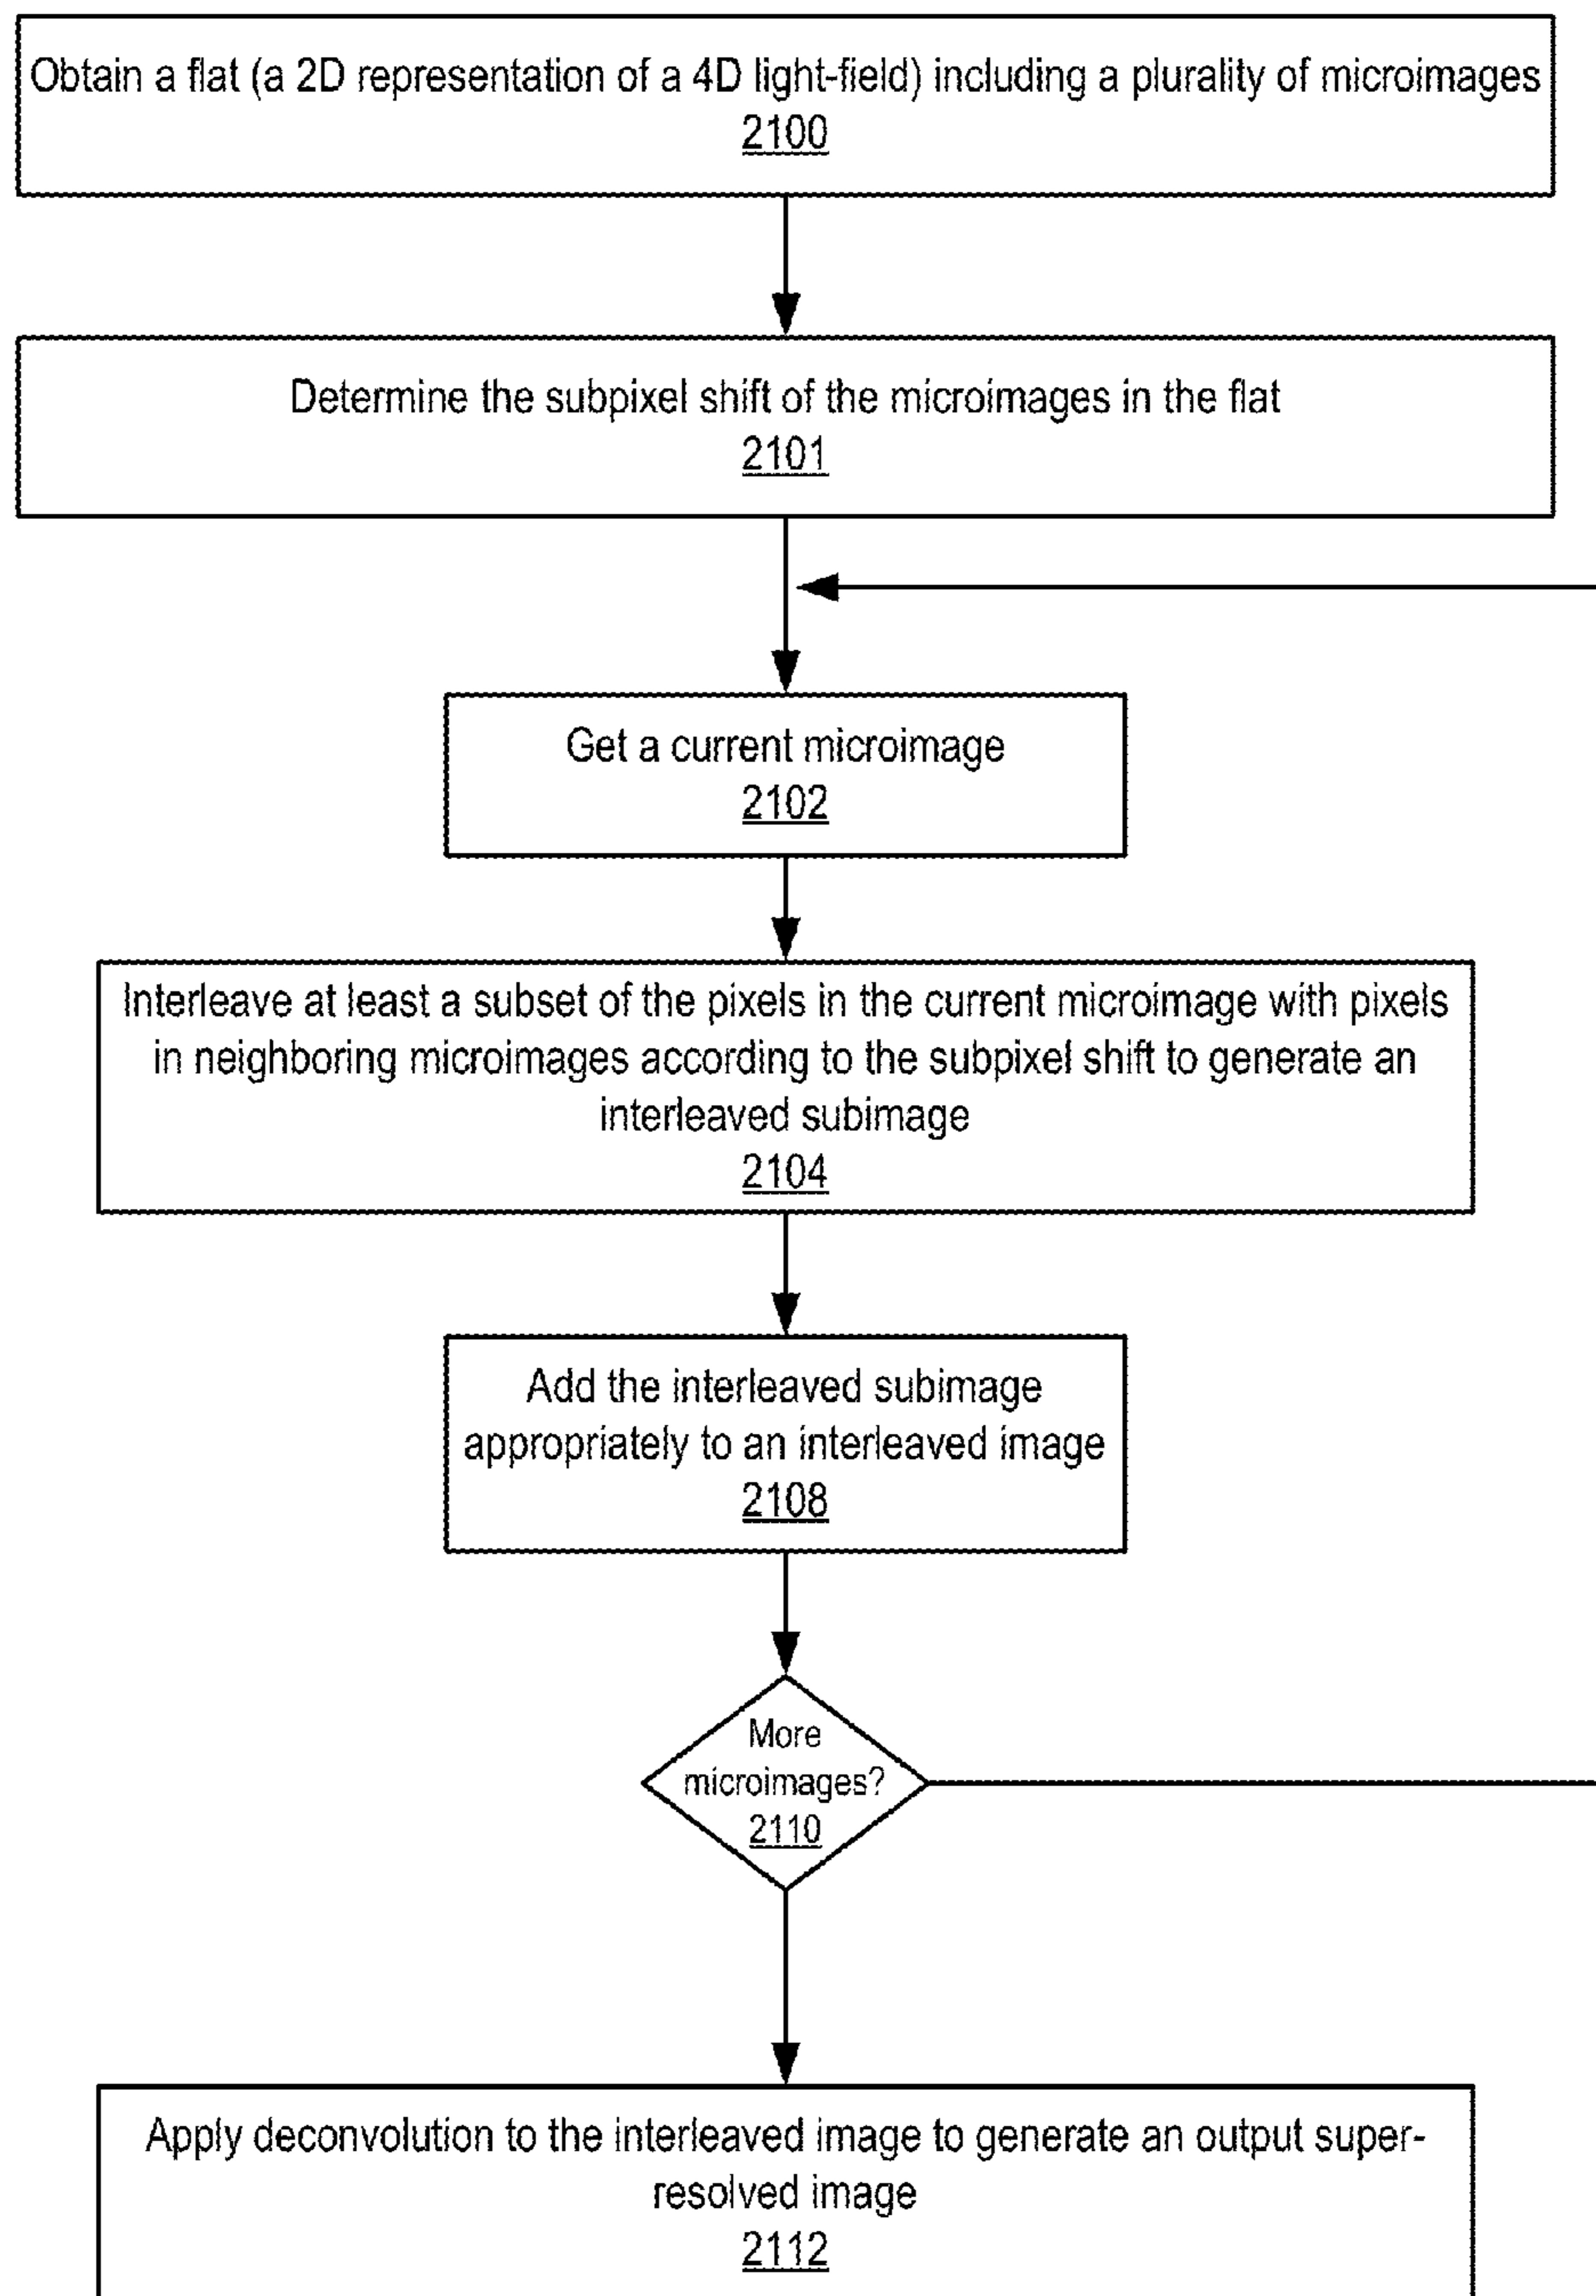 Obtain a flat (a 2D representation of a 4D light-field) including a plurality of microimages
2100
Determine the subpixel shift of the microimages in the flat
2101
Get a current microimage
2102
Interleave at least a subset of the pixels in the current microimage with pixels
in neighboring microimages according to the subpixel shift to generate an
interleaved subimage
2104
Add the interleaved subimage
appropriately to an interleaved image
2108
More
microimages?
2110
Apply deconvolution to the interleaved image to generate an output super-
resolved image
2112